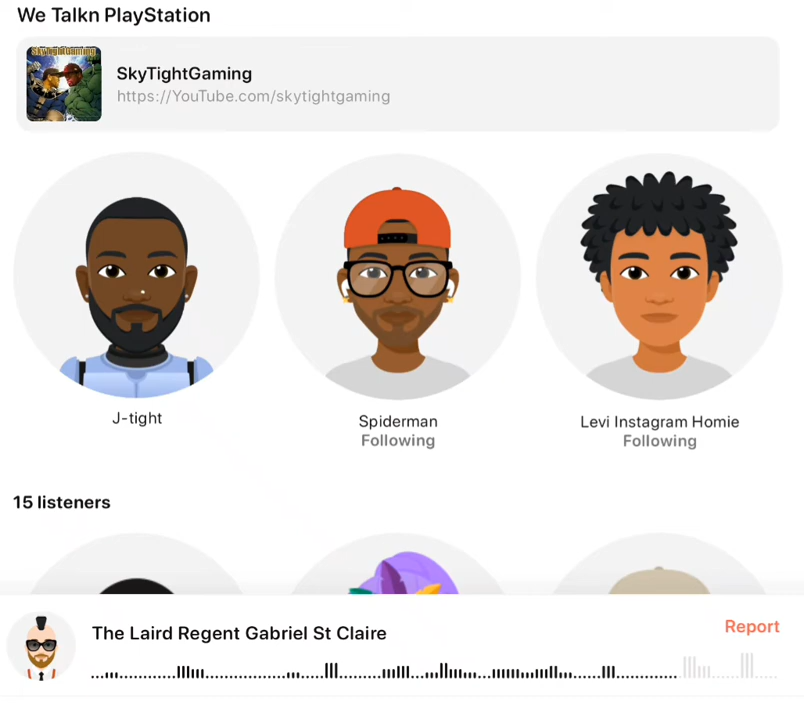 We Talkn PlayStation
SkyTightGaming
SkyTightGaming
https://YouTube.com/skytightgaming
J-tight
Spiderman
Following
Levi Instagram Homie
Following
15 listeners
The Laird Regent Gabriel St Claire
Report